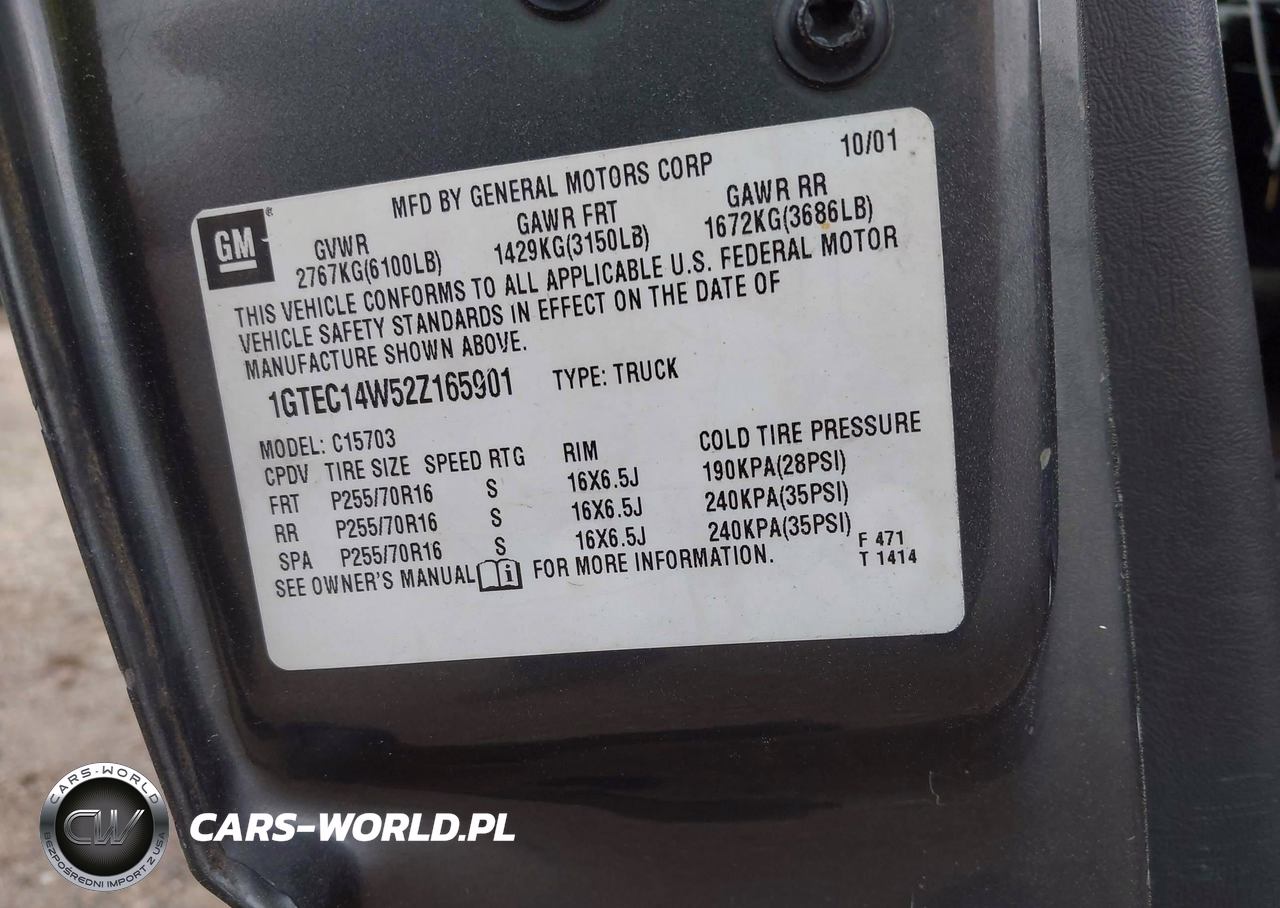 10/01
MFD BY GENERAL MOTORS CORP
GM®
GVWR GAWR FRT GAWR RR
2767KG(6100LB) 1429KG(3150LB) 1672KG(3686LB)
THIS VEHICLE CONFORMS TO ALL APPLICABLE U.S. FEDERAL MOTOR
VEHICLE SAFETY STANDARDS IN EFFECT ON THE DATE OF
MANUFACTURE SHOWN ABOVE.
1GTEC14W52Z165901 TYPE: TRUCK
MODEL: C15703
CPDV TIRE SIZE SPEED RTG RIM COLD TIRE PRESSURE
FRT P255/70R16 S 16X6.5J 190KPA(28PSI)
RR P255/70R16 S 16X6.5J 240KPA(35PSI)
SPA P255/70R16 S 16X6.5J 240KPA(35PSI)
SEE OWNER'S MANUAL i FOR MORE INFORMATION.
F 471
T 1414
CARS-WORLD
CW
BEZPOŚREDNI IMPORT Z USA
CARS-WORLD.PL